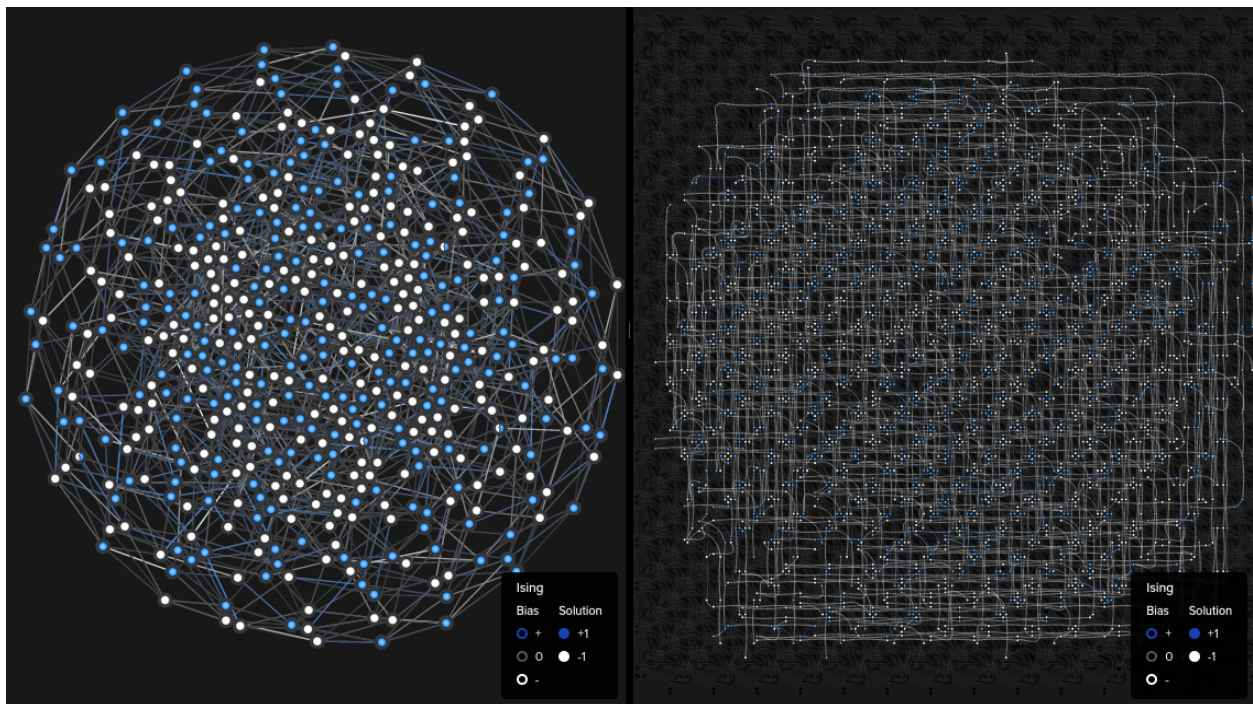 Ising
Bias Solution
+ +1
0 -1
-
Ising
Bias Solution
+ +1
0 -1
-